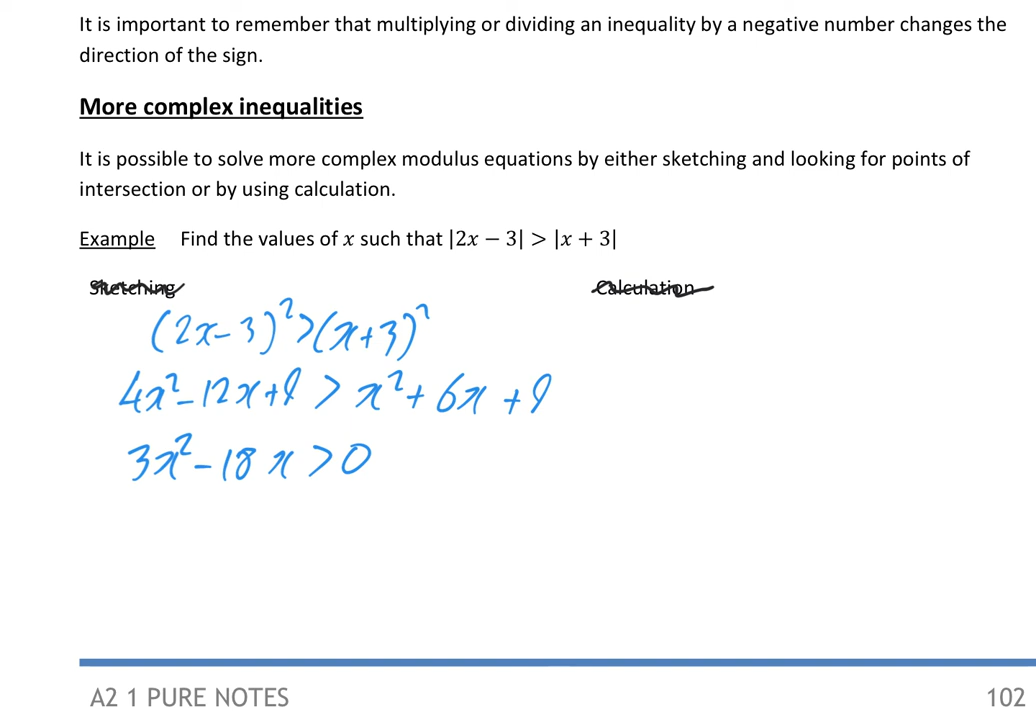 It is important to remember that multiplying or dividing an inequality by a negative number changes the
direction of the sign.
More complex inequalities
It is possible to solve more complex modulus equations by either sketching and looking for points of
intersection or by using calculation.
Example Find the values of x such that |2x − 3| > |x + 3|
Sketching Calculation
(2x-3)² > (x+3)²
4x² - 12x + 9 > x² + 6x + 9
3x² - 18x > 0
A2 1 PURE NOTES 102